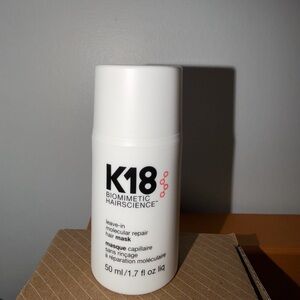 K18
BIOMIMETIC
HAIRSCIENCE™
leave-in
molecular repair
hair mask
masque capillaire
sans rinçage
à réparation moléculaire
50 ml/1.7 fl oz liq